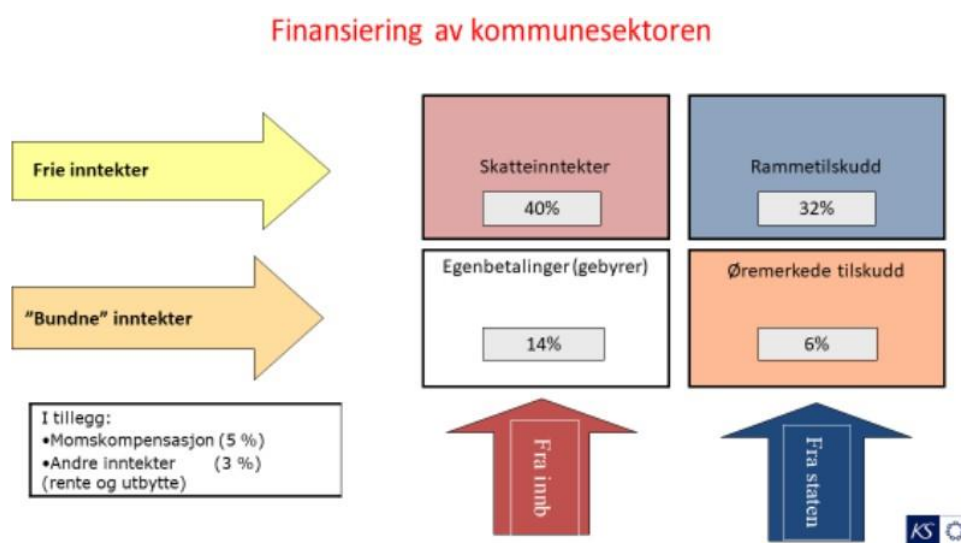 Finansiering av kommunesektoren
Frie inntekter
Skatteinntekter
40%
Rammetilskudd
32%
"Bundne" inntekter
Egenbetalinger (gebyrer)
14%
Øremerkede tilskudd
6%
I tillegg:
•Momskompensasjon (5 %)
•Andre inntekter (3 %)
(rente og utbytte)
Fra innb
Fra staten
KS